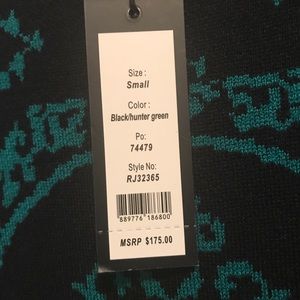 Size :
Small
Color :
Black/hunter green
Po:
74479
Style No:
RJ32365
889776 186800
MSRP $175.00